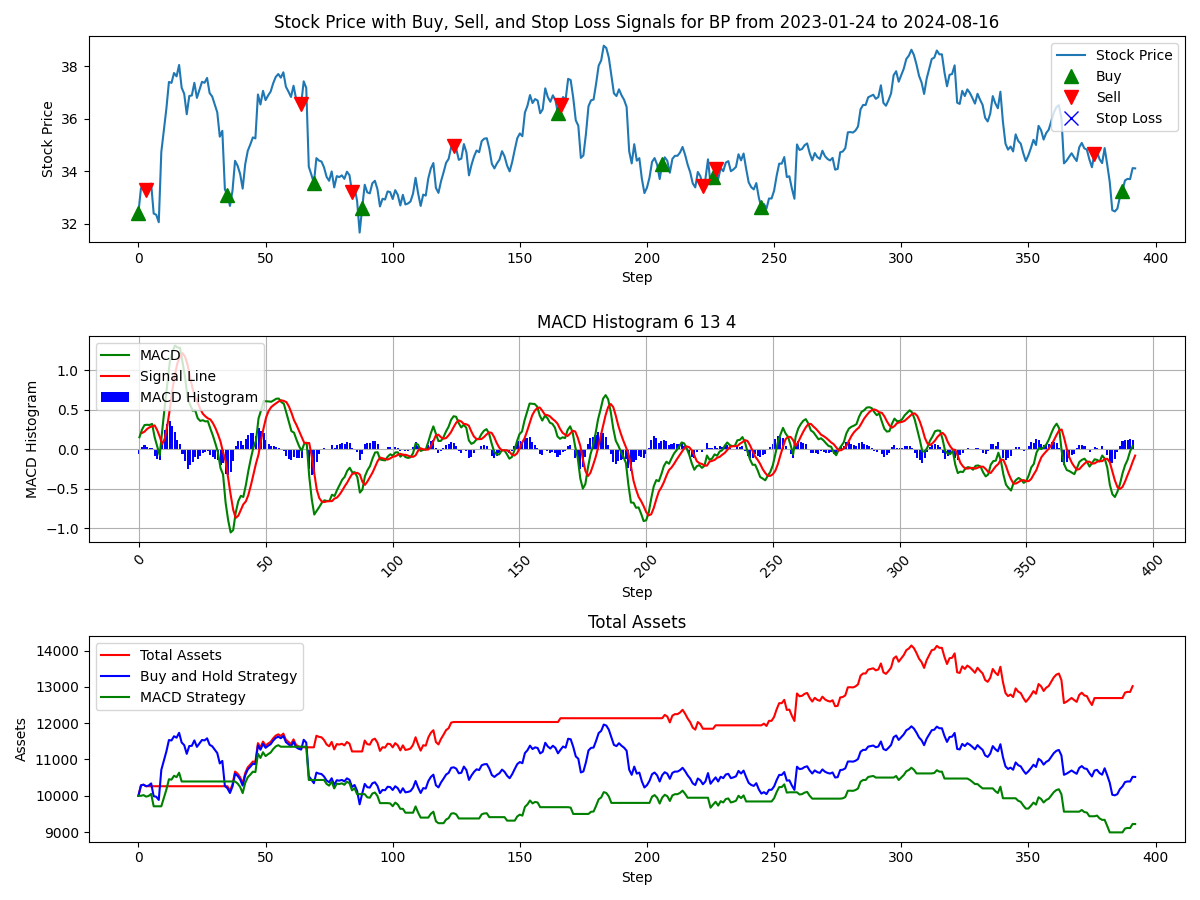 Stock Price with Buy, Sell, and Stop Loss Signals for BP from 2023-01-24 to 2024-08-16
Stock Price
38
36
34
32
Stock Price
Buy
Sell
Stop Loss
0 50 100 150 200 250 300 350 400
Step
MACD Histogram 6 13 4
MACD Histogram
1.0
0.5
0.0
−0.5
−1.0
MACD
Signal Line
MACD Histogram
0 50 100 150 200 250 300 350 400
Step
Total Assets
Assets
14000
13000
12000
11000
10000
9000
Total Assets
Buy and Hold Strategy
MACD Strategy
0 50 100 150 200 250 300 350 400
Step